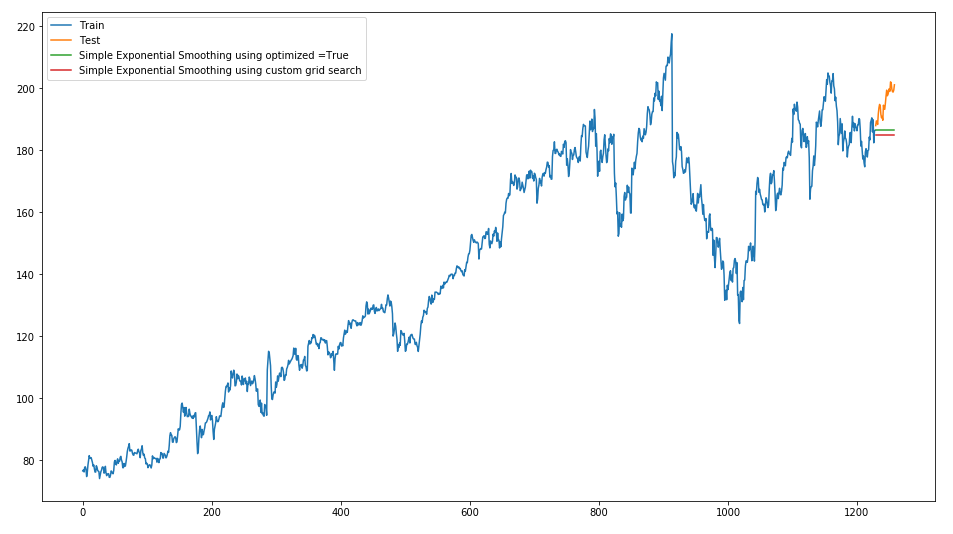 Train
Test
Simple Exponential Smoothing using optimized =True
Simple Exponential Smoothing using custom grid search
220
200
180
160
140
120
100
80
0 200 400 600 800 1000 1200